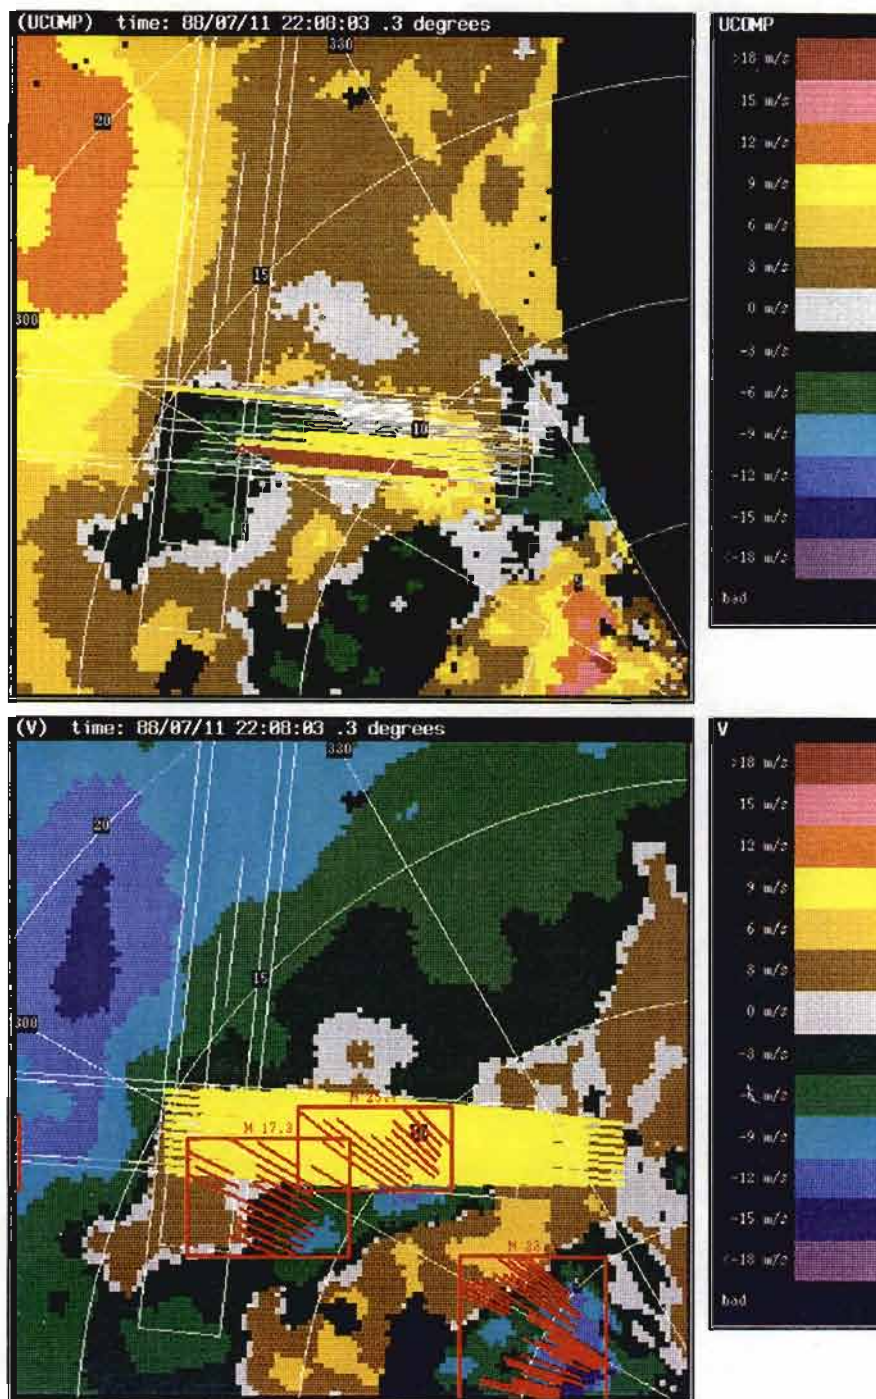 (UCOMP) time: 88/07/11 22:08:03 .3 degrees
330
20
15
300
10
5
UCOMP
>18 m/s
15 m/s
12 m/s
9 m/s
6 m/s
3 m/s
0 m/s
-3 m/s
-6 m/s
-9 m/s
-12 m/s
-15 m/s
<-18 m/s
bad
(V) time: 88/07/11 22:08:03 .3 degrees
330
20
15
300
M 17.3
V
>18 m/s
15 m/s
12 m/s
9 m/s
6 m/s
3 m/s
0 m/s
-3 m/s
-6 m/s
-9 m/s
-12 m/s
-15 m/s
<-18 m/s
bad